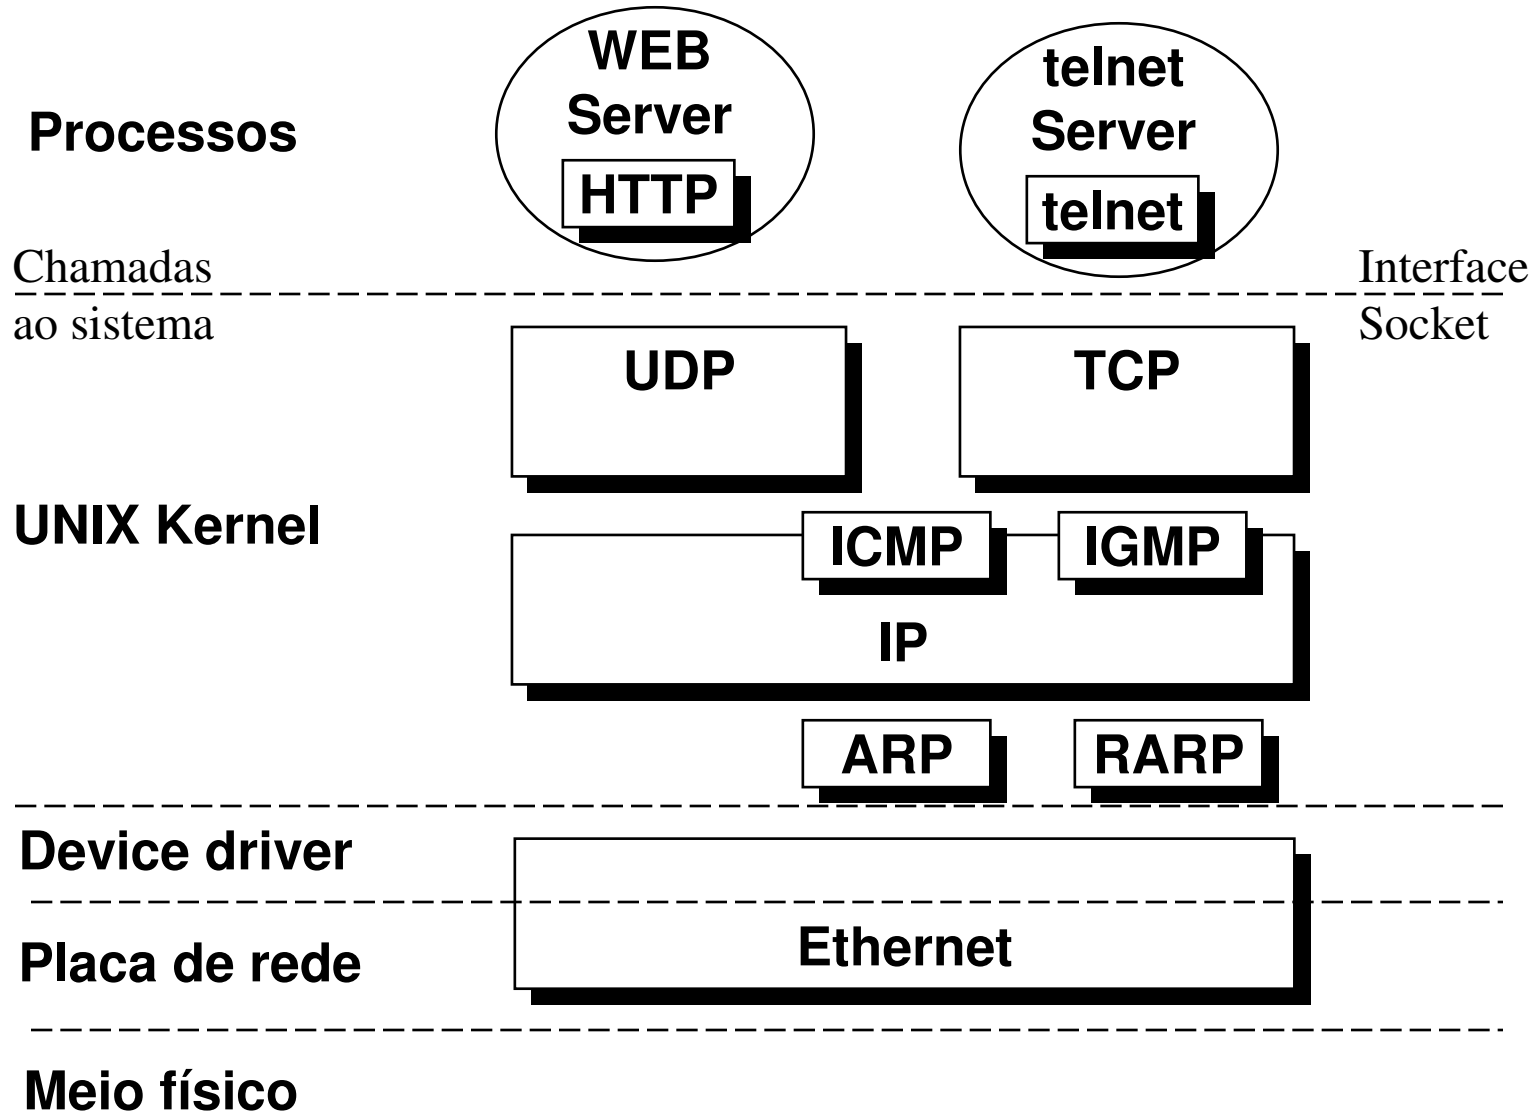 WEB
Server
HTTP
telnet
Server
telnet
Processos
Chamadas
ao sistema
Interface
Socket
UDP
TCP
UNIX Kernel
ICMP
IGMP
IP
ARP
RARP
Device driver
Ethernet
Placa de rede
Meio físico